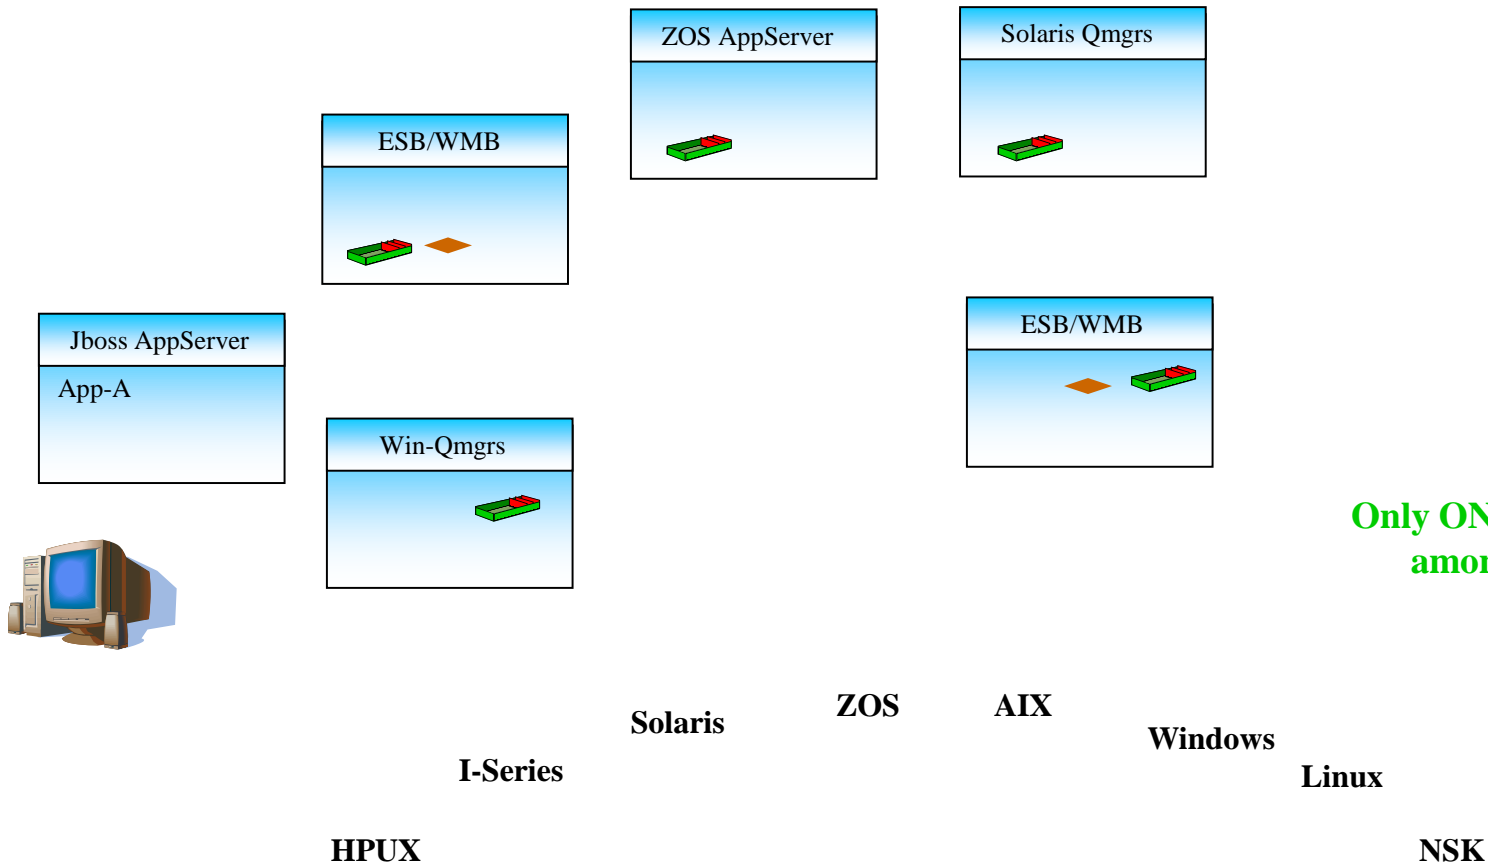 ZOS AppServer
Solaris Qmgrs
ESB/WMB
ESB/WMB
Jboss AppServer
App-A
Win-Qmgrs
Only
ZOS
AIX
Solaris
Windows
I-Series
Linux
HPUX
NSK